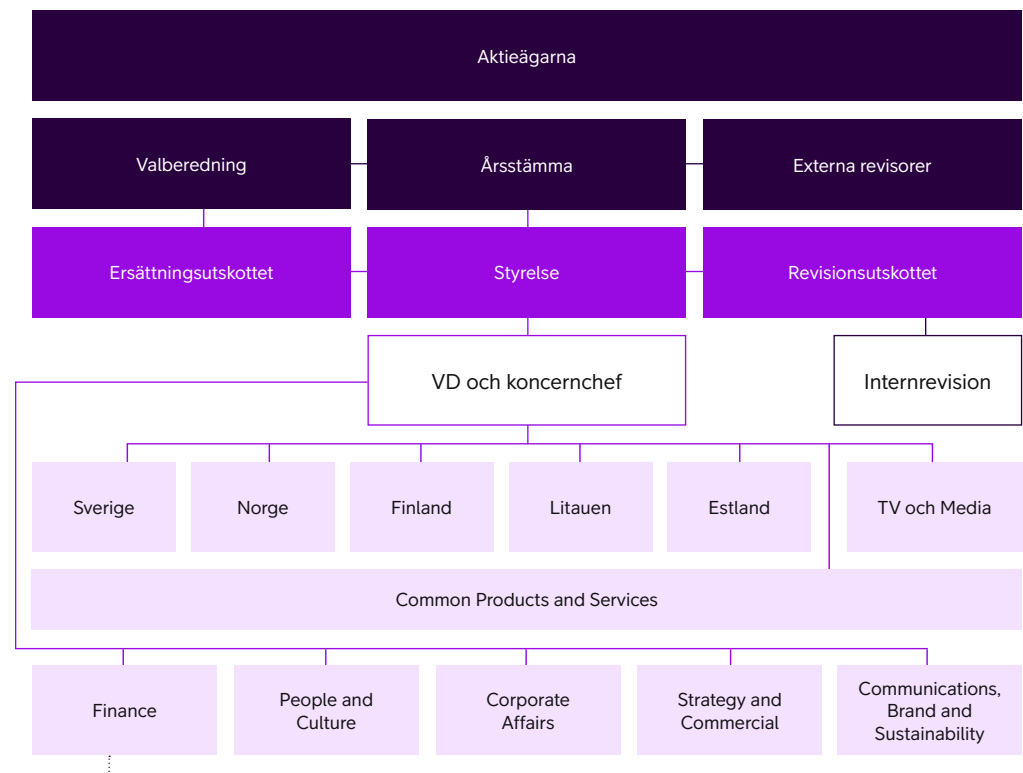 Aktieägarna
Valberedning
Årsstämma
Externa revisorer
Ersättningsutskottet
Styrelse
Revisionsutskottet
VD och koncernchef
Internrevision
Sverige
Norge
Finland
Litauen
Estland
TV och Media
Common Products and Services
Finance
People and
Culture
Corporate
Affairs
Strategy and
Commercial
Communications,
Brand and
Sustainability